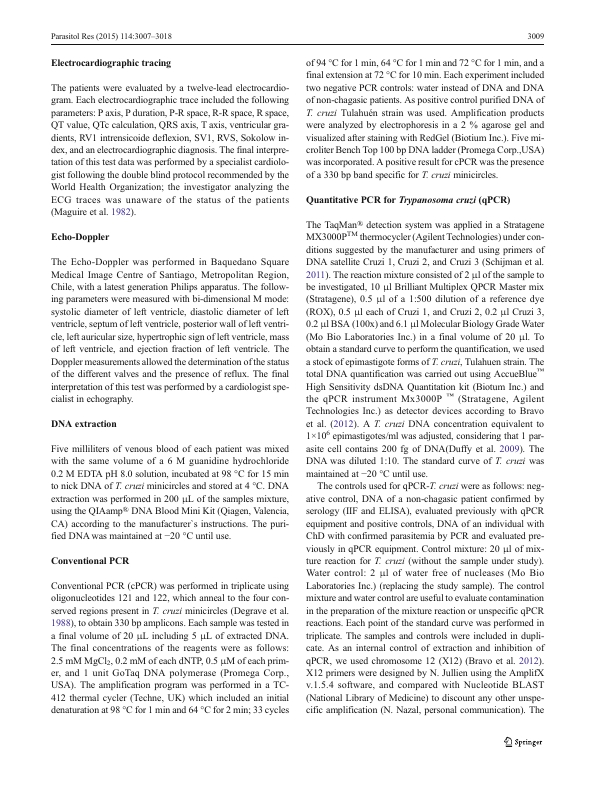 Parasitol Res (2015) 114:3007–3018
3009
Electrocardiographic tracing
The patients were evaluated by a twelve-lead electrocardio-
gram. Each electrocardiographic trace included the following
parameters: P axis, P duration, P-R space, R-R space, R space,
QT value, QTc calculation, QRS axis, T axis, ventricular gra-
dients, RV1 intrensicoide deflexion, SV1, RVS, Sokolow in-
dex, and an electrocardiographic diagnosis. The final interpre-
tation of this test data was performed by a specialist cardiolo-
gist following the double blind protocol recommended by the
World Health Organization; the investigator analyzing the
ECG traces was unaware of the status of the patients
(Maguire et al. 1982).
Echo-Doppler
The Echo-Doppler was performed in Baquedano Square
Medical Image Centre of Santiago, Metropolitan Region,
Chile, with a latest generation Philips apparatus. The follow-
ing parameters were measured with bi-dimensional M mode:
systolic diameter of left ventricle, diastolic diameter of left
ventricle, septum of left ventricle, posterior wall of left ventri-
cle, left auricular size, hypertrophic sign of left ventricle, mass
of left ventricle, and ejection fraction of left ventricle. The
Doppler measurements allowed the determination of the status
of the different valves and the presence of reflux. The final
interpretation of this test was performed by a cardiologist spe-
cialist in echography.
DNA extraction
Five milliliters of venous blood of each patient was mixed
with the same volume of a 6 M guanidine hydrochloride
0.2 M EDTA pH 8.0 solution, incubated at 98 °C for 15 min
to nick DNA of T. cruzi minicircles and stored at 4 °C. DNA
extraction was performed in 200 μL of the samples mixture,
using the QIAamp® DNA Blood Mini Kit (Qiagen, Valencia,
CA) according to the manufacturer`s instructions. The puri-
fied DNA was maintained at −20 °C until use.
Conventional PCR
Conventional PCR (cPCR) was performed in triplicate using
oligonucleotides 121 and 122, which anneal to the four con-
served regions present in T. cruzi minicircles (Degrave et al.
1988), to obtain 330 bp amplicons. Each sample was tested in
a final volume of 20 μL including 5 μL of extracted DNA.
The final concentrations of the reagents were as follows:
2.5 mM MgCl2, 0.2 mM of each dNTP, 0.5 μM of each prim-
er, and 1 unit GoTaq DNA polymerase (Promega Corp.,
USA). The amplification program was performed in a TC-
412 thermal cycler (Techne, UK) which included an initial
denaturation at 98 °C for 1 min and 64 °C for 2 min; 33 cycles
of 94 °C for 1 min, 64 °C for 1 min and 72 °C for 1 min, and a
final extension at 72 °C for 10 min. Each experiment included
two negative PCR controls: water instead of DNA and DNA
of non-chagasic patients. As positive control purified DNA of
T. cruzi Tulahuén strain was used. Amplification products
were analyzed by electrophoresis in a 2 % agarose gel and
visualized after staining with RedGel (Biotium Inc.). Five mi-
croliter Bench Top 100 bp DNA ladder (Promega Corp.,USA)
was incorporated. A positive result for cPCR was the presence
of a 330 bp band specific for T. cruzi minicircles.
Quantitative PCR for Trypanosoma cruzi (qPCR)
The TaqMan® detection system was applied in a Stratagene
MX3000P™ thermocycler (Agilent Technologies) under con-
ditions suggested by the manufacturer and using primers of
DNA satellite Cruzi 1, Cruzi 2, and Cruzi 3 (Schijman et al.
2011). The reaction mixture consisted of 2 μl of the sample to
be investigated, 10 μl Brilliant Multiplex QPCR Master mix
(Stratagene), 0.5 μl of a 1:500 dilution of a reference dye
(ROX), 0.5 μl each of Cruzi 1, and Cruzi 2, 0.2 μl Cruzi 3,
0.2 μl BSA (100x) and 6.1 μl Molecular Biology Grade Water
(Mo Bio Laboratories Inc.) in a final volume of 20 μl. To
obtain a standard curve to perform the quantification, we used
a stock of epimastigote forms of T. cruzi, Tulahuen strain. The
total DNA quantification was carried out using AccueBlue™
High Sensitivity dsDNA Quantitation kit (Biotum Inc.) and
the qPCR instrument Mx3000P ™ (Stratagene, Agilent
Technologies Inc.) as detector devices according to Bravo
et al. (2012). A T. cruzi DNA concentration equivalent to
1×10⁶ epimastigotes/ml was adjusted, considering that 1 par-
asite cell contains 200 fg of DNA(Duffy et al. 2009). The
DNA was diluted 1:10. The standard curve of T. cruzi was
maintained at −20 °C until use.
The controls used for qPCR-T. cruzi were as follows: neg-
ative control, DNA of a non-chagasic patient confirmed by
serology (IIF and ELISA), evaluated previously with qPCR
equipment and positive controls, DNA of an individual with
ChD with confirmed parasitemia by PCR and evaluated pre-
viously in qPCR equipment. Control mixture: 20 μl of mix-
ture reaction for T. cruzi (without the sample under study).
Water control: 2 μl of water free of nucleases (Mo Bio
Laboratories Inc.) (replacing the study sample). The control
mixture and water control are useful to evaluate contamination
in the preparation of the mixture reaction or unspecific qPCR
reactions. Each point of the standard curve was performed in
triplicate. The samples and controls were included in dupli-
cate. As an internal control of extraction and inhibition of
qPCR, we used chromosome 12 (X12) (Bravo et al. 2012).
X12 primers were designed by N. Jullien using the AmplifX
v.1.5.4 software, and compared with Nucleotide BLAST
(National Library of Medicine) to discount any other unspe-
cific amplification (N. Nazal, personal communication). The
Springer